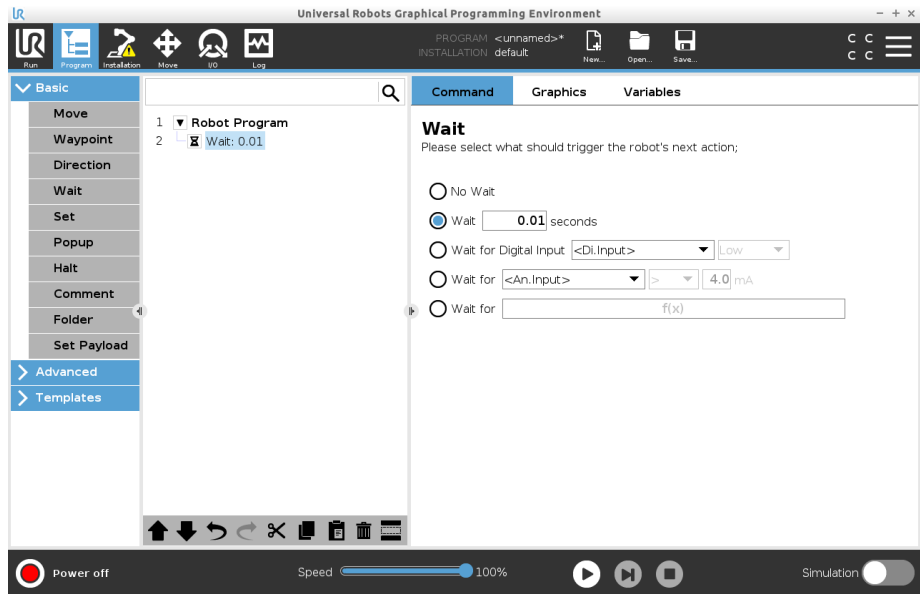 UR Universal Robots Graphical Programming Environment
UR
Run Program Installation Move I/O Log
PROGRAM <unnamed>*
INSTALLATION default
New... Open... Save...
C C
C C
Basic
Move
Waypoint
Direction
Wait
Set
Popup
Halt
Comment
Folder
Set Payload
Advanced
Templates
1 Robot Program
2 Wait: 0.01
Command Graphics Variables
Wait
Please select what should trigger the robot's next action;
No Wait
Wait 0.01 seconds
Wait for Digital Input <Di.Input> Low
Wait for <An.Input> > 4.0 mA
Wait for f(x)
Power off Speed 100% Simulation